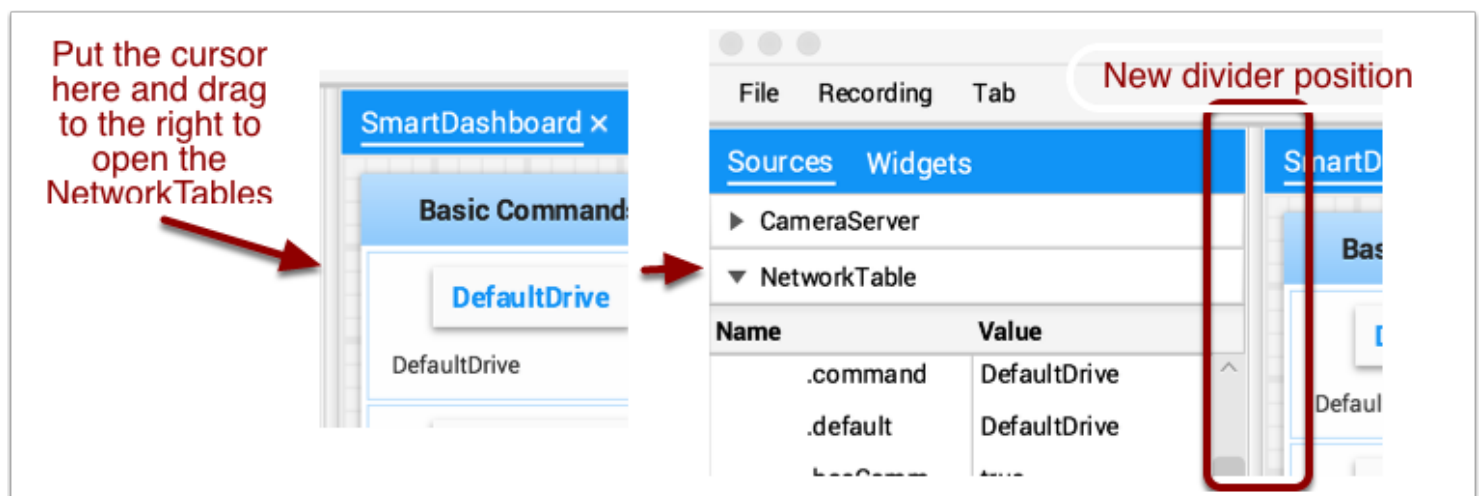 Put the cursor
here and drag
to the right to
open the
NetworkTables
SmartDashboard ×
Basic Command
DefaultDrive
DefaultDrive
New divider position
File Recording Tab
Sources Widgets
SmartD
CameraServer
Bas
NetworkTable
Name Value
.command DefaultDrive
.default DefaultDrive
Defaul